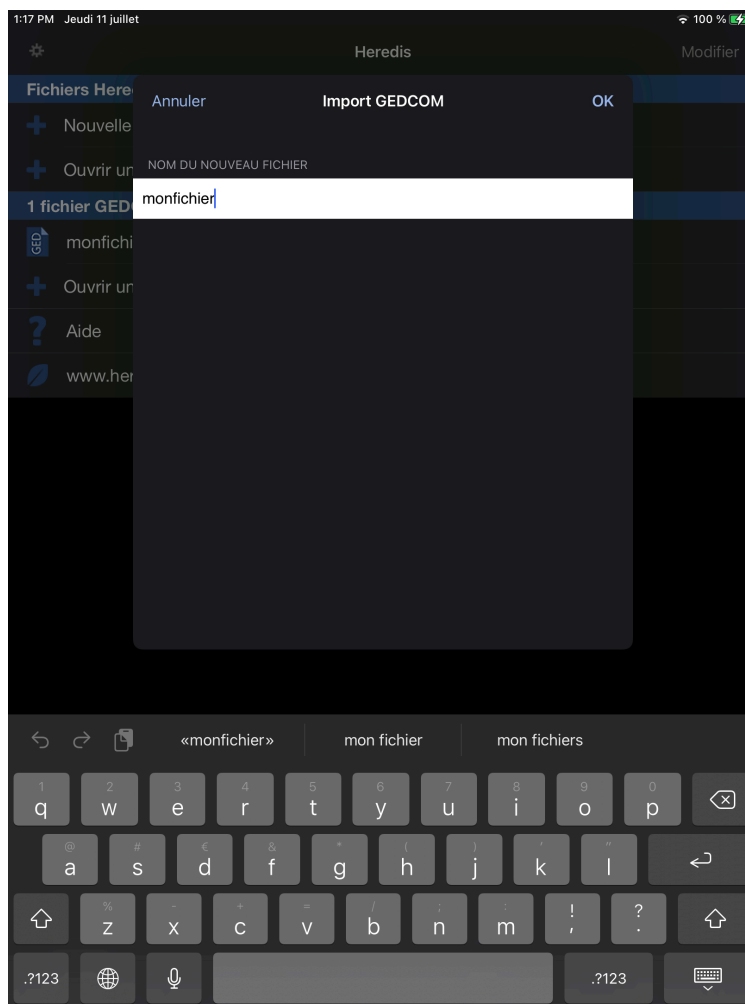 1:17 PM Jeudi 11 juillet 100 %
Heredis Modifier
Fichiers Here
Annuler Import GEDCOM OK
Nouvelle
Ouvrir un
NOM DU NOUVEAU FICHIER
1 fichier GED
monfichier
GED monfichi
Ouvrir un
? Aide
www.her
«monfichier» mon fichier mon fichiers
1 2 3 4 5 6 7 8 9 0
q w e r t y u i o p
@ # € & * ( ) ' "
a s d f g h j k l
% - + = / ; : ! ?
z x c v b n m , .
.?123 .?123